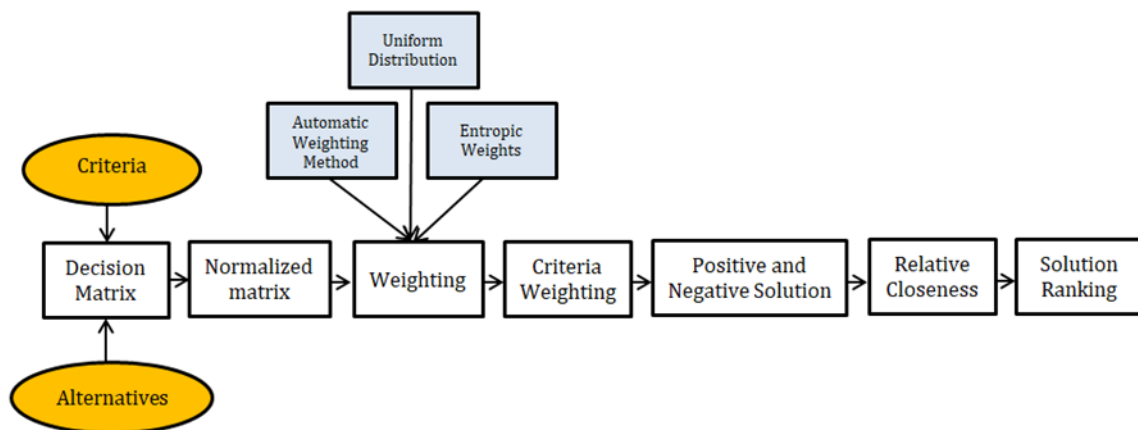 Uniform
Distribution
Automatic
Weighting
Method
Entropic
Weights
Criteria
Decision
Matrix
Normalized
matrix
Weighting
Criteria
Weighting
Positive and
Negative Solution
Relative
Closeness
Solution
Ranking
Alternatives